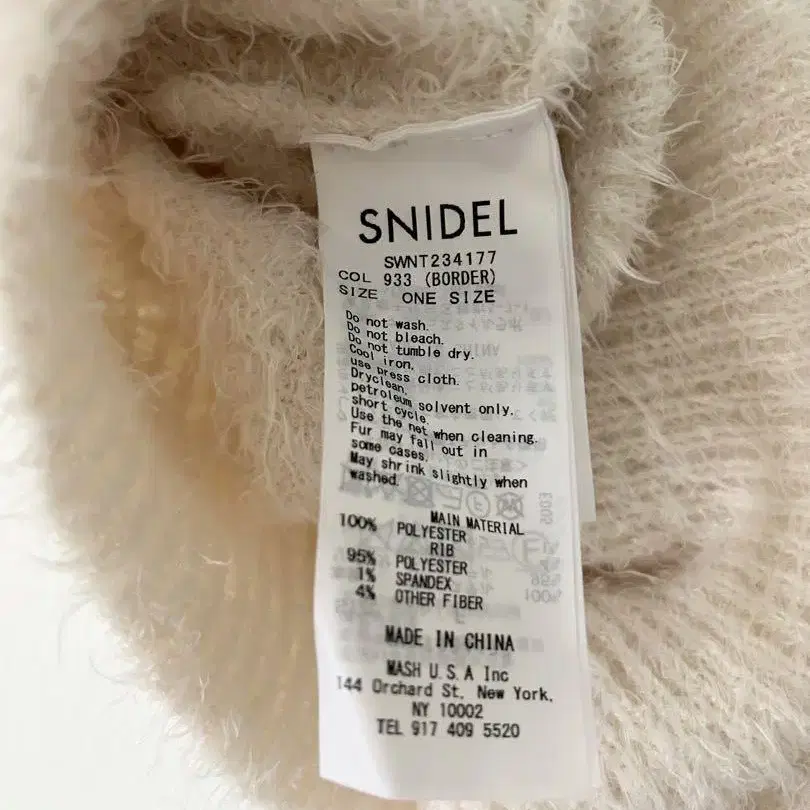 SNIDEL
SWNT234177
COL 933 (BORDER)
SIZE ONE SIZE
Do not wash.
Do not bleach.
Do not tumble dry.
Cool iron.
use press cloth.
Dryclean.
petroleum solvent only.
short cycle.
Use the net when cleaning.
Fur may fall out in
some cases.
May shrink slightly when
washed.
MAIN MATERIAL
100% POLYESTER
RIB
95% POLYESTER
1% SPANDEX
4% OTHER FIBER
MADE IN CHINA
MASH U.S.A Inc
144 Orchard St. New York,
NY 10002
TEL 917 409 5520